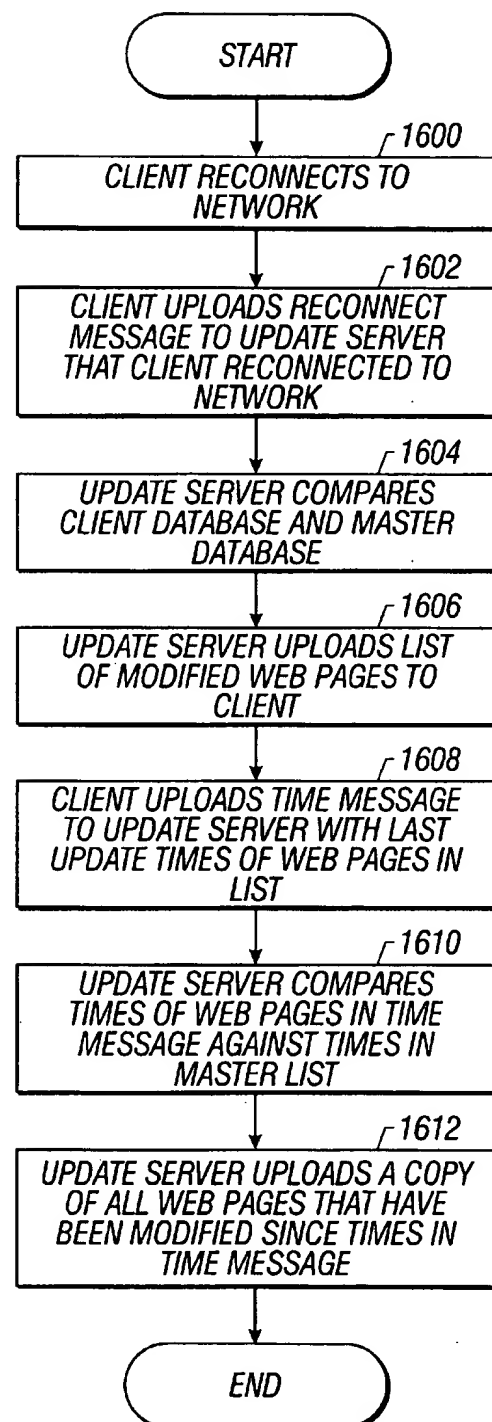 START
1600
CLIENT RECONNECTS TO
NETWORK
1602
CLIENT UPLOADS RECONNECT
MESSAGE TO UPDATE SERVER
THAT CLIENT RECONNECTED TO
NETWORK
1604
UPDATE SERVER COMPARES
CLIENT DATABASE AND MASTER
DATABASE
1606
UPDATE SERVER UPLOADS LIST
OF MODIFIED WEB PAGES TO
CLIENT
1608
CLIENT UPLOADS TIME MESSAGE
TO UPDATE SERVER WITH LAST
UPDATE TIMES OF WEB PAGES IN
LIST
1610
UPDATE SERVER COMPARES
TIMES OF WEB PAGES IN TIME
MESSAGE AGAINST TIMES IN
MASTER LIST
1612
UPDATE SERVER UPLOADS A COPY
OF ALL WEB PAGES THAT HAVE
BEEN MODIFIED SINCE TIMES IN
TIME MESSAGE
END